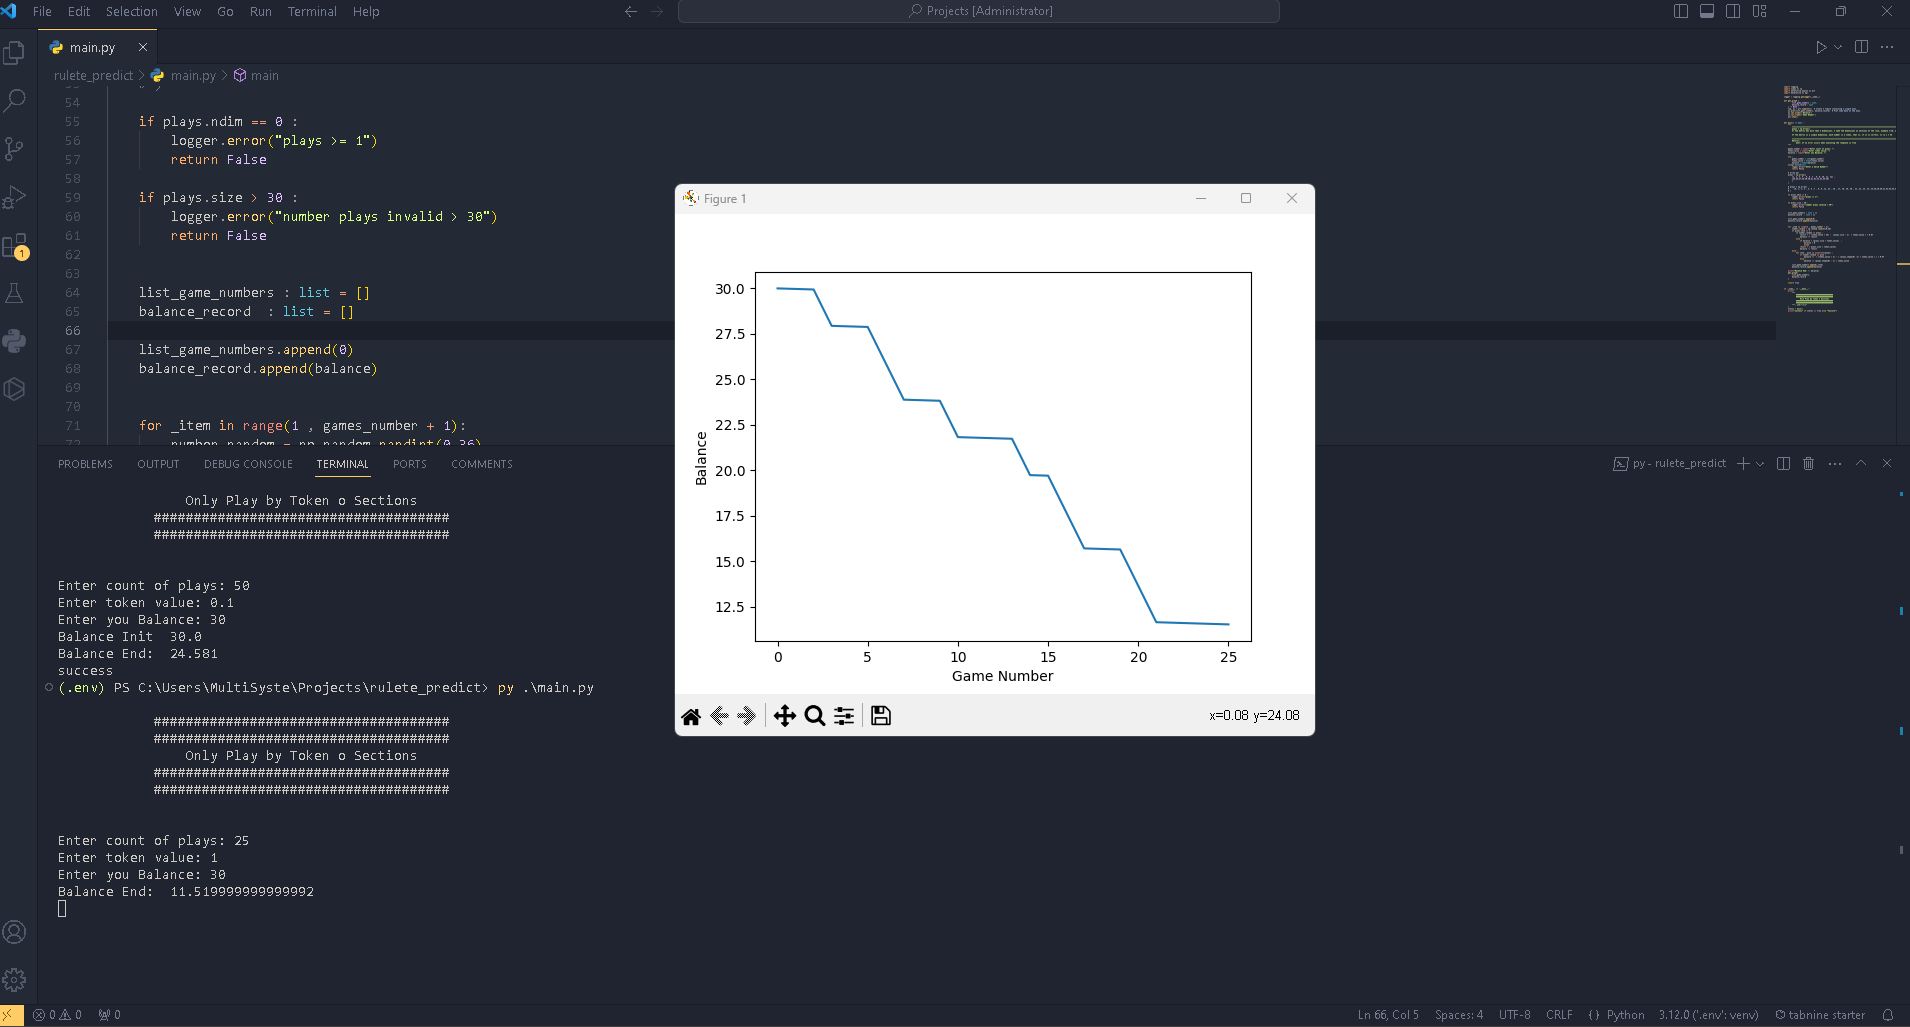 File Edit Selection View Go Run Terminal Help
Projects [Administrator]
main.py
rulete_predict > main.py > main
54
55 if plays.ndim == 0 :
56 logger.error("plays >= 1")
57 return False
58
59 if plays.size > 30 :
60 logger.error("number plays invalid > 30")
61 return False
62
63
64 list_game_numbers : list = []
65 balance_record : list = []
66
67 list_game_numbers.append(0)
68 balance_record.append(balance)
69
70
71 for _item in range(1 , games_number + 1):
72 number_random = np.random.randint(0,36)
PROBLEMS OUTPUT DEBUG CONSOLE TERMINAL PORTS COMMENTS
py - rulete_predict
1
Only Play by Token o Sections
#####################################
#####################################
Enter count of plays: 50
Enter token value: 0.1
Enter you Balance: 30
Balance Init  30.0
Balance End:  24.581
success
(.env) PS C:\Users\MultiSyste\Projects\rulete_predict> py .\main.py
#####################################
#####################################
Only Play by Token o Sections
#####################################
#####################################
Enter count of plays: 25
Enter token value: 1
Enter you Balance: 30
Balance End:  11.519999999999992
Figure 1
30.0
27.5
25.0
22.5
20.0
17.5
15.0
12.5
Balance
0 5 10 15 20 25
Game Number
x=0.08 y=24.08
0 0 0
Ln 66, Col 5 Spaces: 4 UTF-8 CRLF {} Python 3.12.0 ('.env': venv) tabnine starter